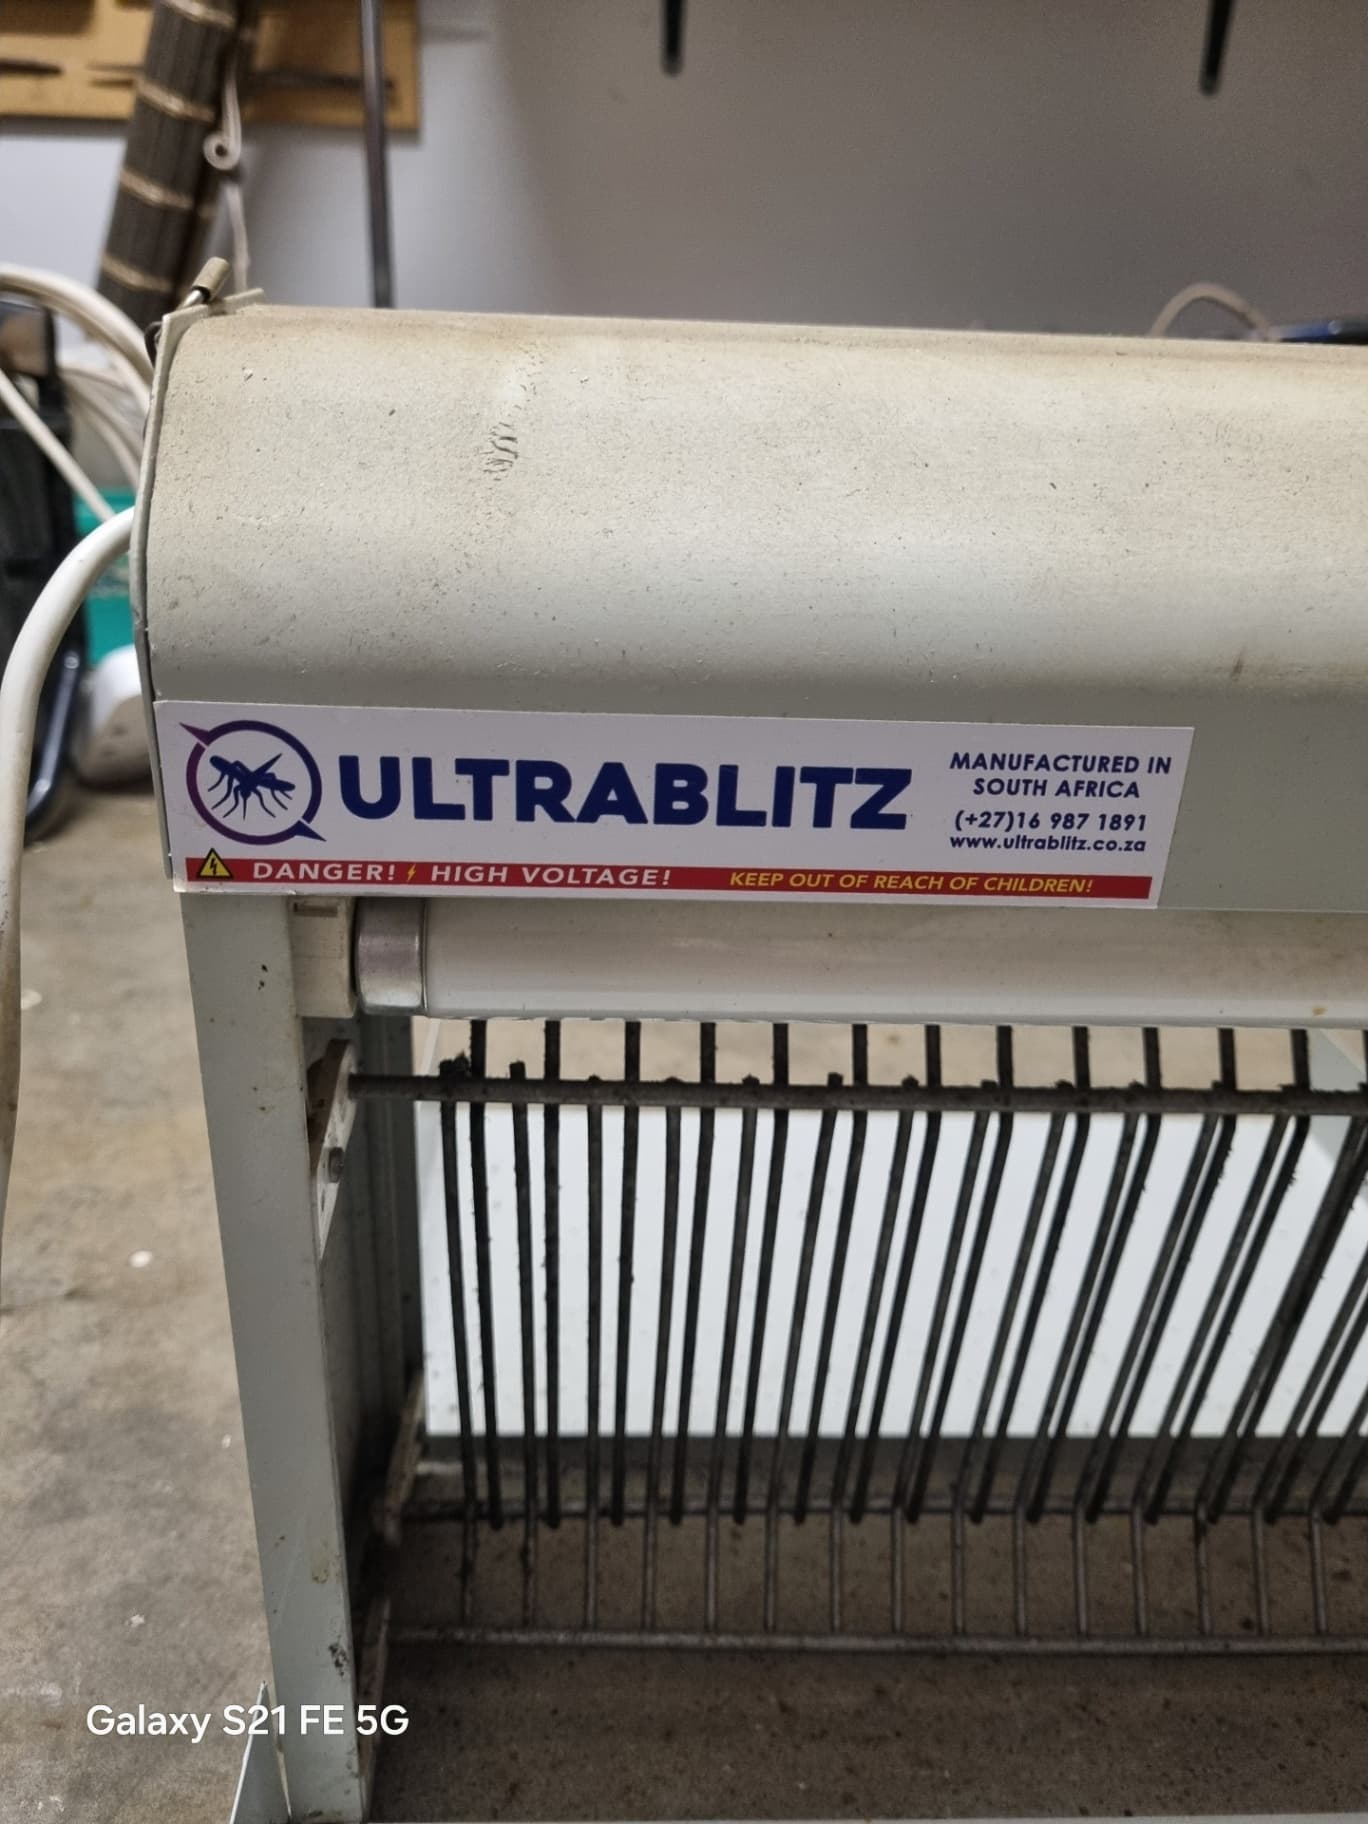 ULTRABLITZ
MANUFACTURED IN
SOUTH AFRICA
(+27)16 987 1891
www.ultrablitz.co.za
DANGER! HIGH VOLTAGE! KEEP OUT OF REACH OF CHILDREN!
Galaxy S21 FE 5G